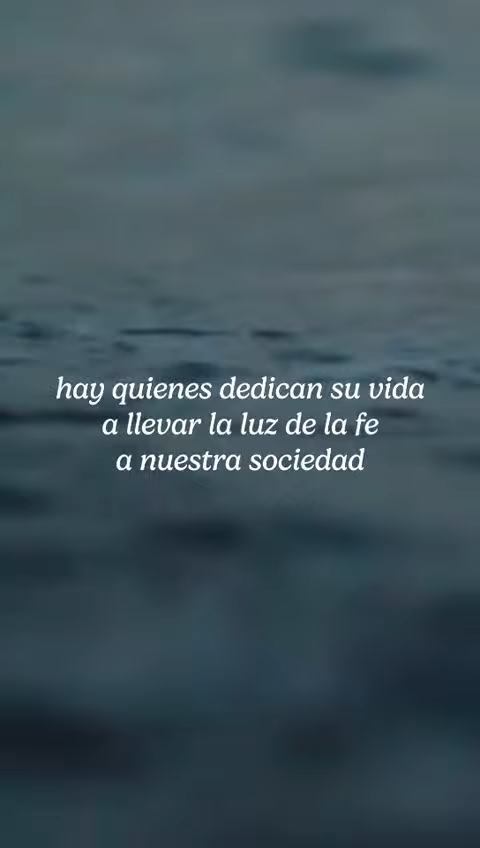 hay quienes dedican su vida
a llevar la luz de la fe
a nuestra sociedad